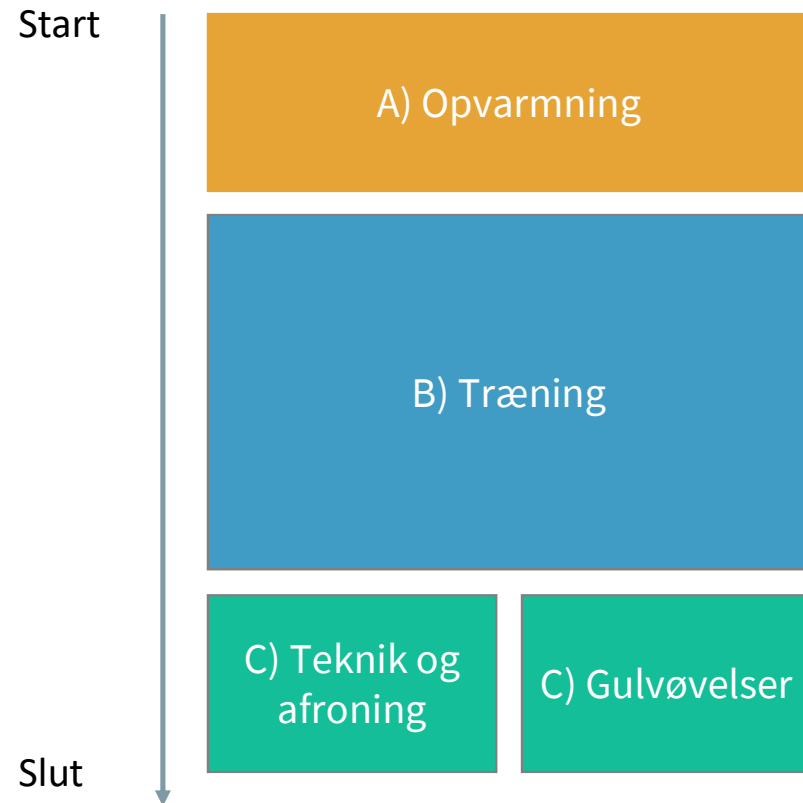 Start
A) Opvarmning
B) Træning
C) Teknik og
afroning
C) Gulvøvelser
Slut